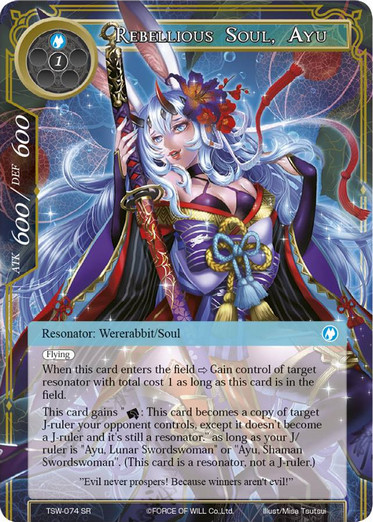 Rebellious Soul, Ayu
1
ATK 600 / DEF 600
Resonator: Wererabbit/Soul
Flying
When this card enters the field ⇨ Gain control of target
resonator with total cost 1 as long as this card is in the
field.
This card gains " : This card becomes a copy of target
J-ruler your opponent controls, except it doesn't become
a J-ruler and it's still a resonator." as long as your J/
ruler is "Ayu, Lunar Swordswoman" or "Ayu, Shaman
Swordswoman". (This card is a resonator, not a J-ruler.)
"Evil never prospers! Because winners aren't evil!"
TSW-074 SR
©FORCE OF WILL Co.,Ltd.
Illust/Misa Tsutsui